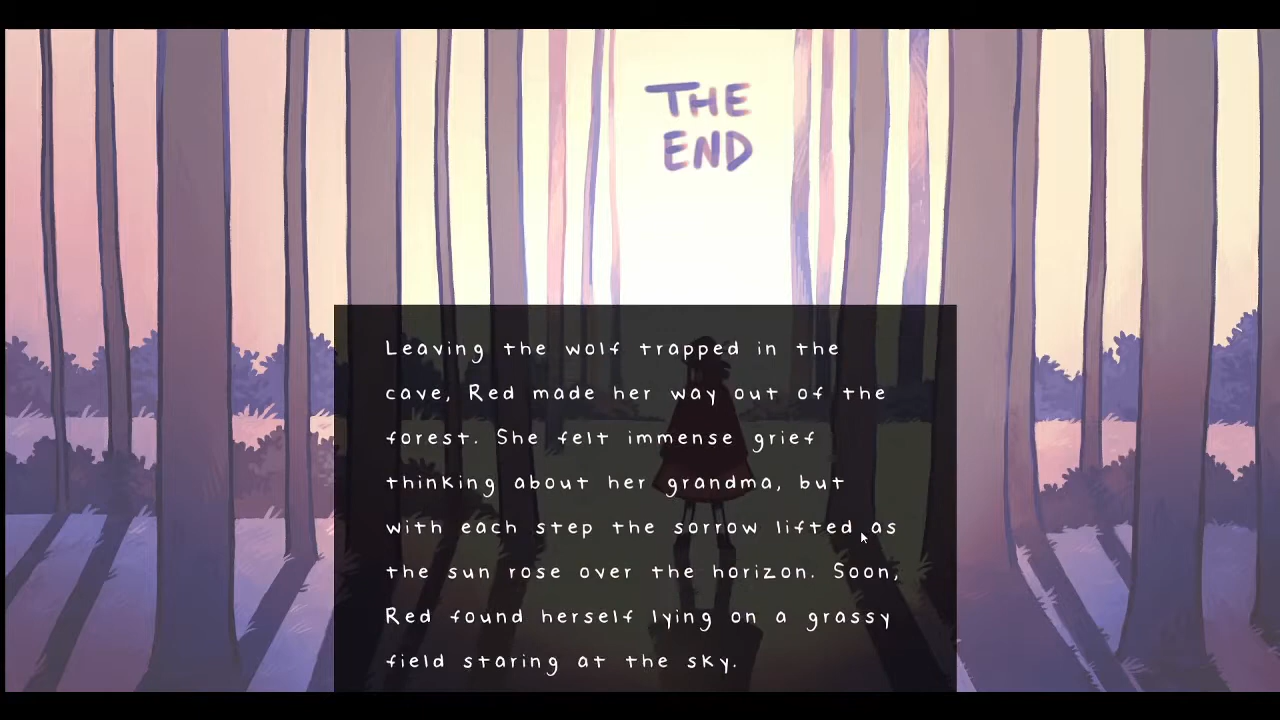 THE
END
Leaving the wolf trapped in the
cave, Red made her way out of the
forest. She felt immense grief
thinking about her grandma, but
with each step the sorrow lifted as
the sun rose over the horizon. Soon,
Red found herself lying on a grassy
field staring at the sky.